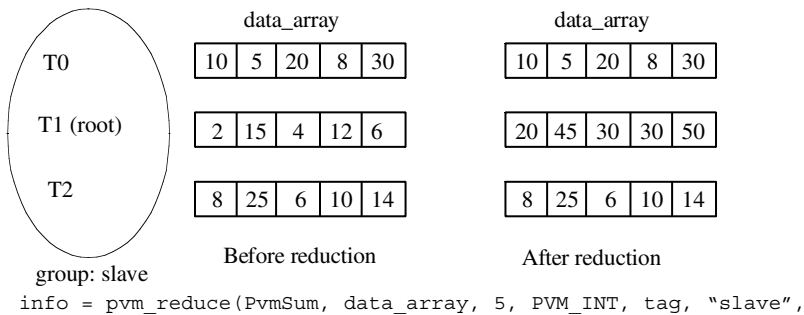 data_array data_array
T0 10 5 20 8 30 10 5 20 8 30
T1 (root) 2 15 4 12 6 20 45 30 30 50
T2 8 25 6 10 14 8 25 6 10 14
Before reduction After reduction
group: slave
info = pvm_reduce(PvmSum, data_array, 5, PVM_INT, tag, “slave”,